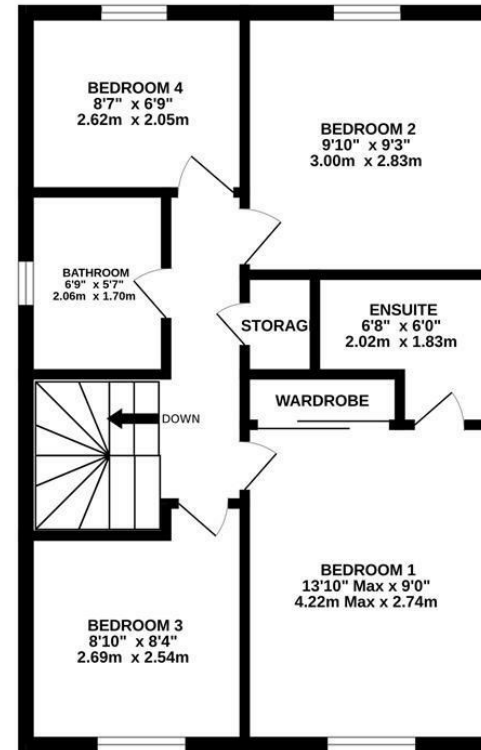 BEDROOM 4
8'7" x 6'9"
2.62m x 2.05m
BEDROOM 2
9'10" x 9'3"
3.00m x 2.83m
BATHROOM
6'9" x 5'7"
2.06m x 1.70m
STORAG
ENSUITE
6'8" x 6'0"
2.02m x 1.83m
WARDROBE
DOWN
BEDROOM 1
13'10" Max x 9'0"
4.22m Max x 2.74m
BEDROOM 3
8'10" x 8'4"
2.69m x 2.54m